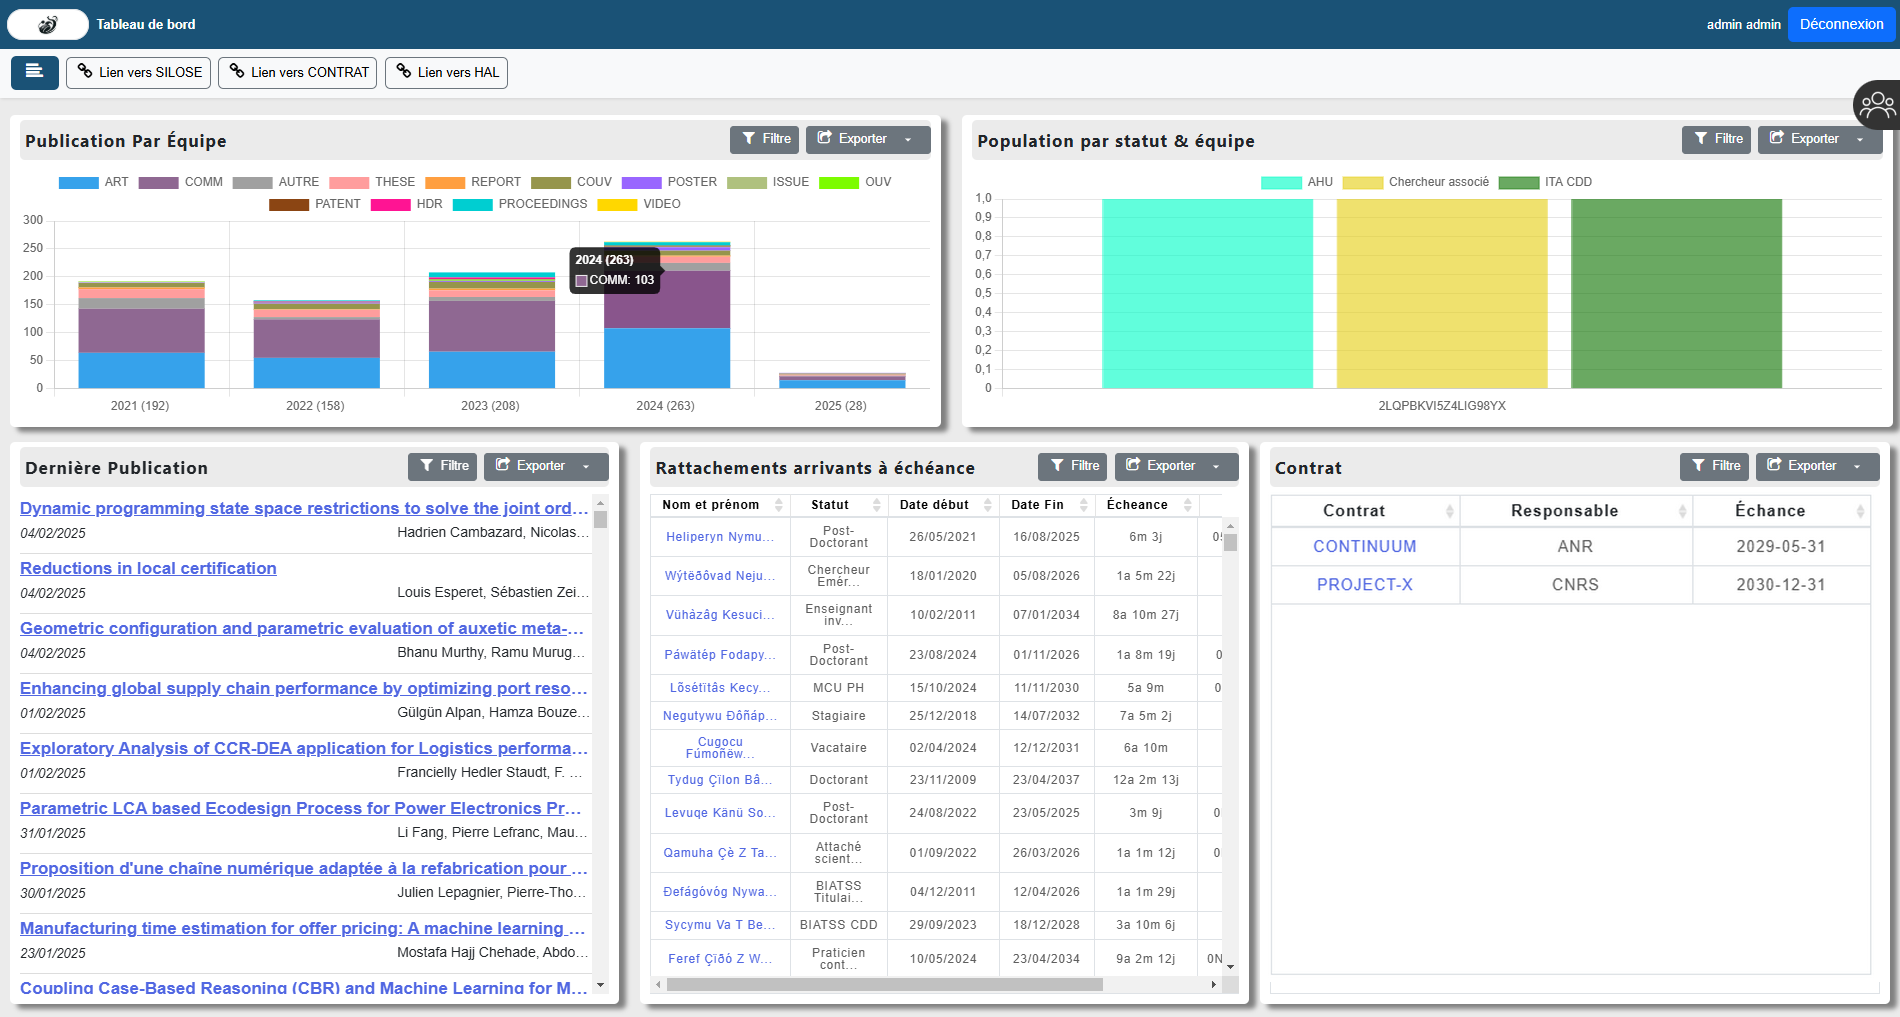 Tableau de bord
admin admin
Déconnexion
Lien vers SILOSE
Lien vers CONTRAT
Lien vers HAL
Publication Par Équipe
Filtre
Exporter
ART COMM AUTRE THESE REPORT COUV POSTER ISSUE OUV
PATENT HDR PROCEEDINGS VIDEO
300
250
200
150
100
50
0
2024 (263)
COMM: 103
2021 (192) 2022 (158) 2023 (208) 2024 (263) 2025 (28)
Population par statut & équipe
Filtre
Exporter
AHU Chercheur associé ITA CDD
1,0
0,9
0,8
0,7
0,6
0,5
0,4
0,3
0,2
0,1
0
2LQPBKVI5Z4LIG98YX
Dernière Publication
Filtre
Exporter
Dynamic programming state space restrictions to solve the joint ord...
04/02/2025 Hadrien Cambazard, Nicolas...
Reductions in local certification
04/02/2025 Louis Esperet, Sébastien Zei...
Geometric configuration and parametric evaluation of auxetic meta-...
04/02/2025 Bhanu Murthy, Ramu Murug...
Enhancing global supply chain performance by optimizing port reso...
01/02/2025 Gülgün Alpan, Hamza Bouze...
Exploratory Analysis of CCR-DEA application for Logistics performa...
01/02/2025 Francielly Hedler Staudt, F. ...
Parametric LCA based Ecodesign Process for Power Electronics Pr...
31/01/2025 Li Fang, Pierre Lefranc, Mau...
Proposition d'une chaîne numérique adaptée à la refabrication pour ...
30/01/2025 Julien Lepagnier, Pierre-Tho...
Manufacturing time estimation for offer pricing: A machine learning ...
23/01/2025 Mostafa Hajj Chehade, Abdo...
Coupling Case-Based Reasoning (CBR) and Machine Learning for M...
Rattachements arrivants à échéance
Filtre
Exporter
Nom et prénom Statut Date début Date Fin Écheance
Heliperyn Nymu... Post-Doctorant 26/05/2021 16/08/2025 6m 3j
Wÿtëðôvad Neju... Chercheur Emér... 18/01/2020 05/08/2026 1a 5m 22j
Vühàzâg Kesuci... Enseignant inv... 10/02/2011 07/01/2034 8a 10m 27j
Páwätép Fodapy... Post-Doctorant 23/08/2024 01/11/2026 1a 8m 19j 0
Lõsétïtâs Kecy... MCU PH 15/10/2024 11/11/2030 5a 9m 0
Negutywu Ðôñáp... Stagiaire 25/12/2018 14/07/2032 7a 5m 2j
Cugocu Fúmoñëw... Vacataire 02/04/2024 12/12/2031 6a 10m
Tydug Çïlon Bâ... Doctorant 23/11/2009 23/04/2037 12a 2m 13j
Levuqe Känü So... Post-Doctorant 24/08/2022 23/05/2025 3m 9j
Qamuha Çè Z Ta... Attaché scient... 01/09/2022 26/03/2026 1a 1m 12j
Ðefágóvóg Nywa... BIATSS Titulai... 04/12/2011 12/04/2026 1a 1m 29j
Sycymu Va T Be... BIATSS CDD 29/09/2023 18/12/2028 3a 10m 6j
Feref Çïðó Z W... Praticien cont... 10/05/2024 23/04/2034 9a 2m 12j 0N
Contrat
Filtre
Exporter
Contrat Responsable Échance
CONTINUUM ANR 2029-05-31
PROJECT-X CNRS 2030-12-31